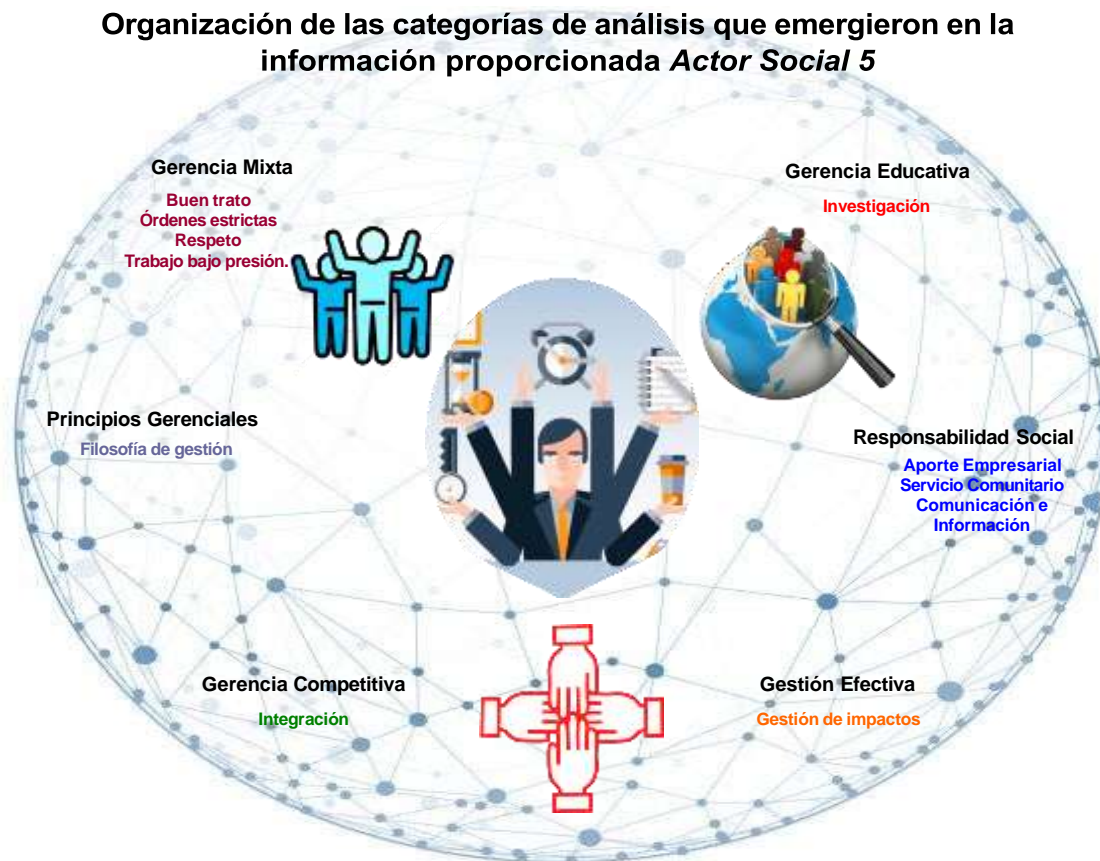 Organización de las categorías de análisis que emergieron en la
información proporcionada Actor Social 5
Gerencia Mixta
Buen trato
Órdenes estrictas
Respeto
Trabajo bajo presión.
Gerencia Educativa
Investigación
Principios Gerenciales
Filosofía de gestión
Responsabilidad Social
Aporte Empresarial
Servicio Comunitario
Comunicación e
Información
Gerencia Competitiva
Integración
Gestión Efectiva
Gestión de impactos